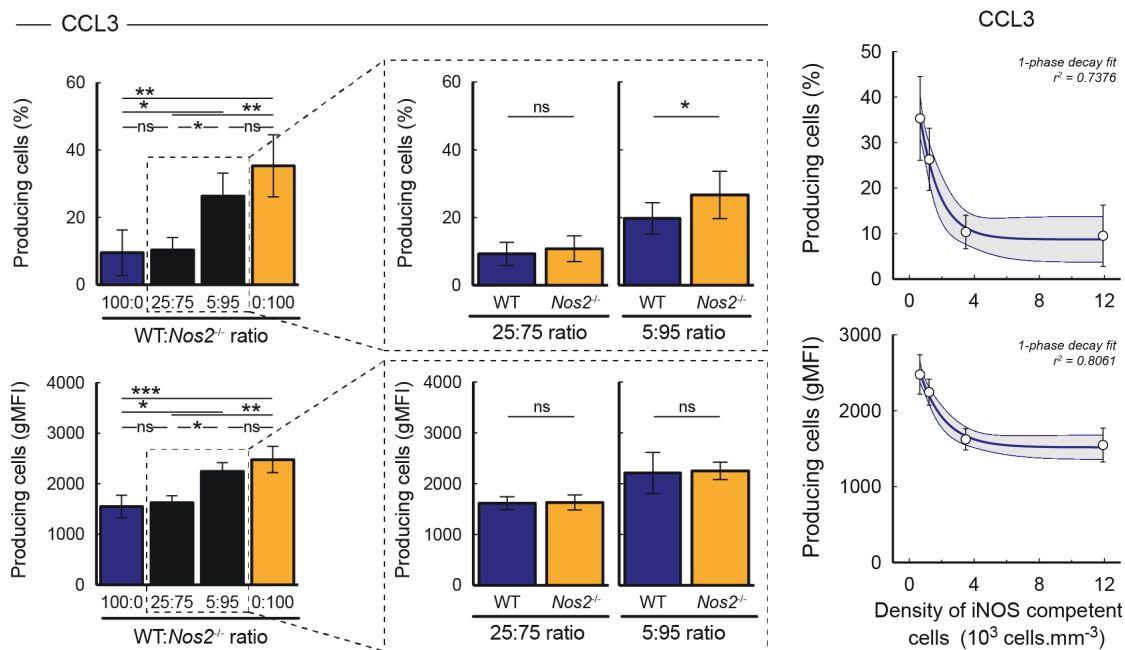 CCL3
Producing cells (%)
60
40
20
0
**
* **
ns * ns
100:0 25:75 5:95 0:100
WT:Nos2-/- ratio
Producing cells (%)
60
40
20
0
ns
WT Nos2-/-
25:75 ratio
*
WT Nos2-/-
5:95 ratio
Producing cells (gMFI)
4000
3000
2000
1000
0
***
* **
ns * ns
100:0 25:75 5:95 0:100
WT:Nos2-/- ratio
Producing cells (gMFI)
4000
3000
2000
1000
0
ns
WT Nos2-/-
25:75 ratio
ns
WT Nos2-/-
5:95 ratio
CCL3
Producing cells (%)
50
40
30
20
10
0
1-phase decay fit
r² = 0.7376
0 4 8 12
Producing cells (gMFI)
3000
2000
1000
0
1-phase decay fit
r² = 0.8061
0 4 8 12
Density of iNOS competent
cells (10³ cells.mm-³)